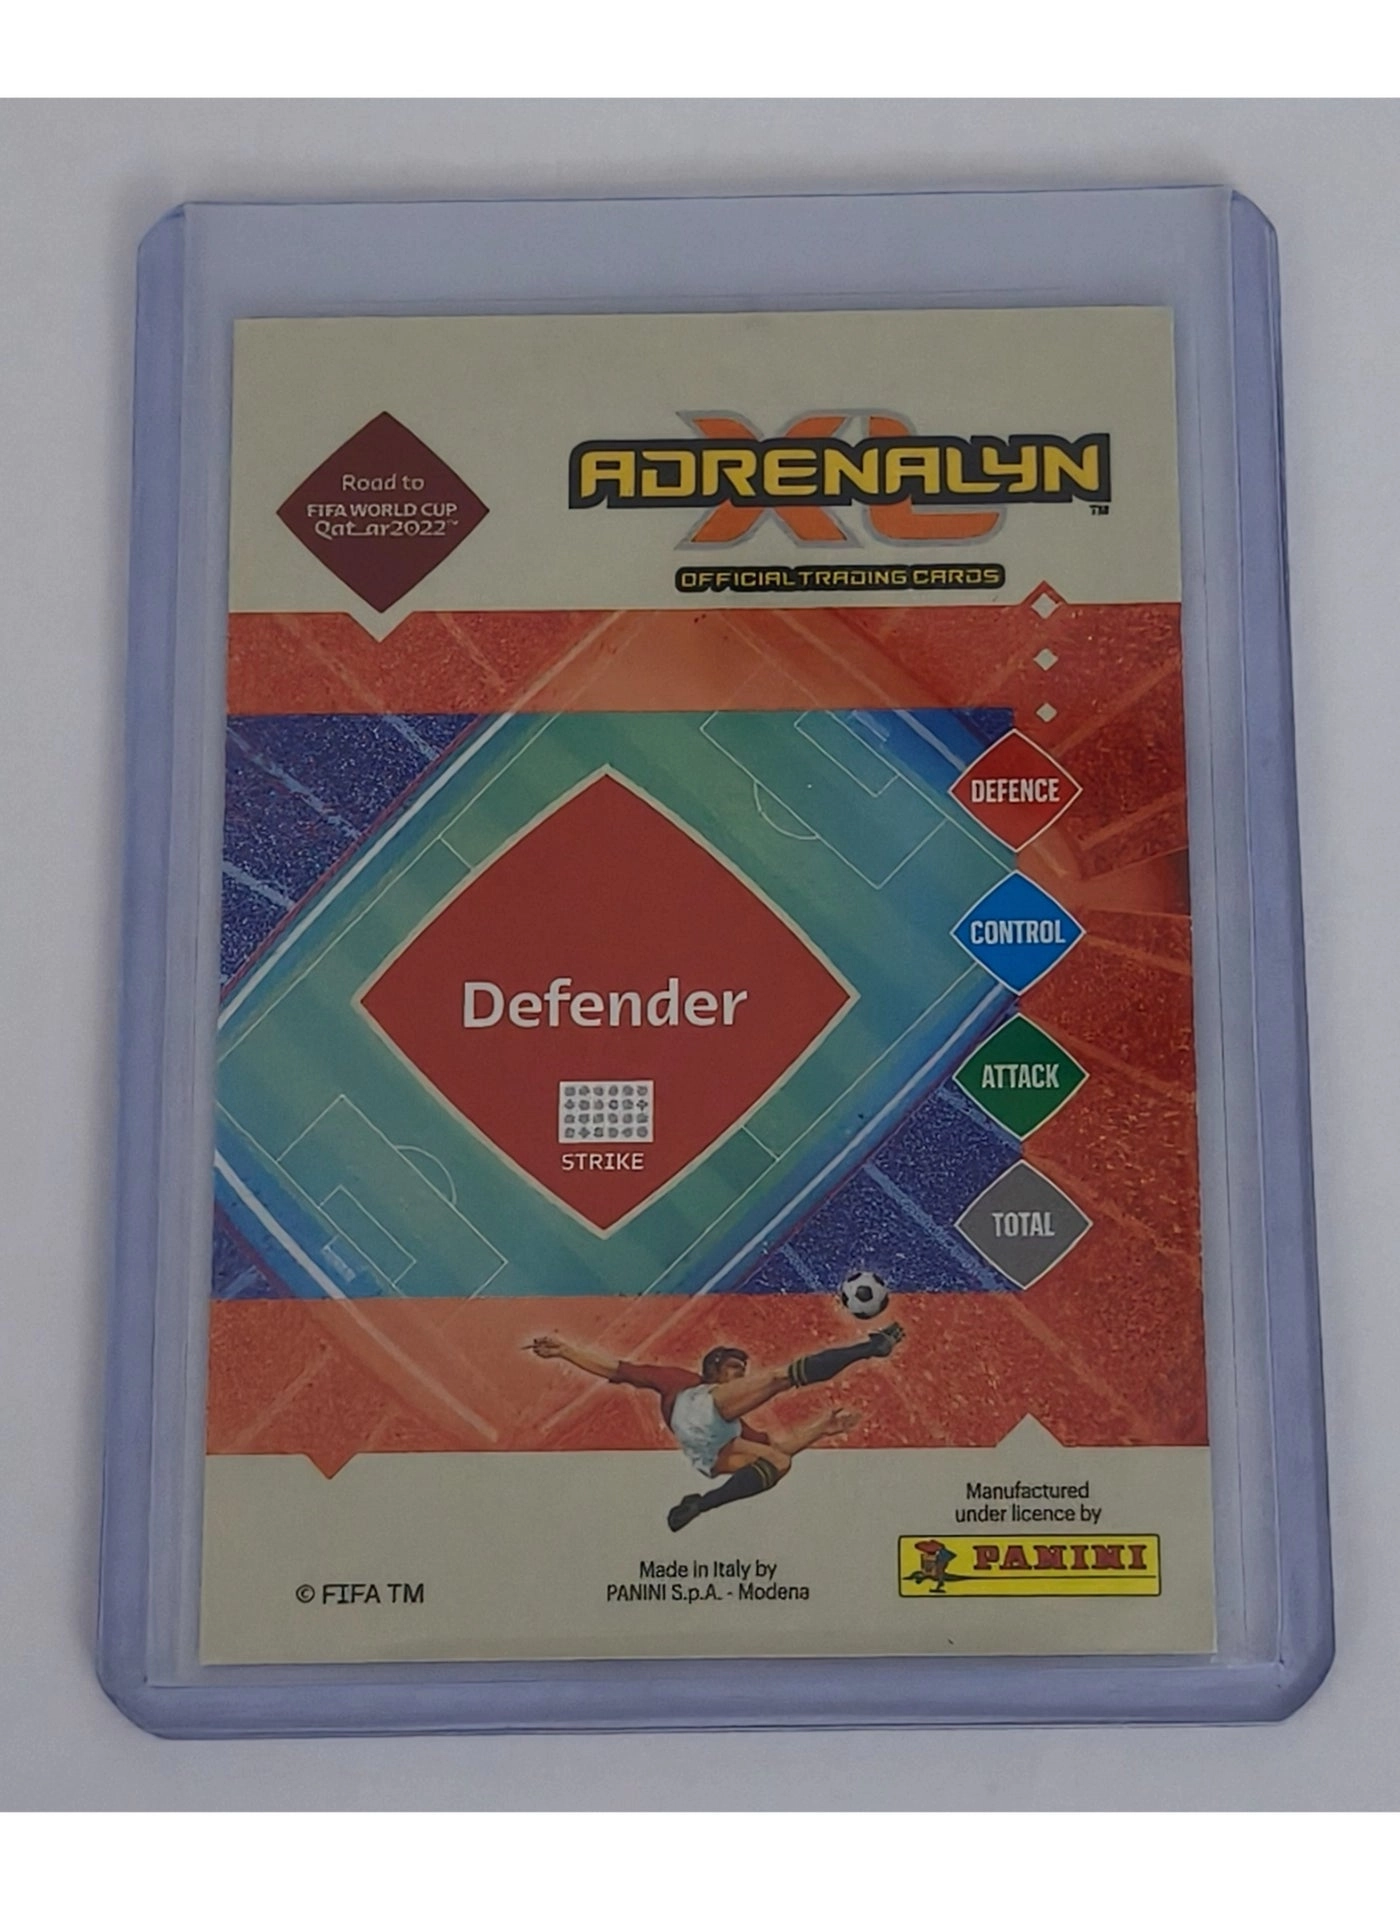 Road to
FIFA WORLD CUP
Qatar2022™
ADRENALYN
XL
™
OFFICIAL TRADING CARDS
DEFENCE
CONTROL
ATTACK
TOTAL
Defender
STRIKE
© FIFA TM
Made in Italy by
PANINI S.p.A. - Modena
Manufactured
under licence by
PANINI